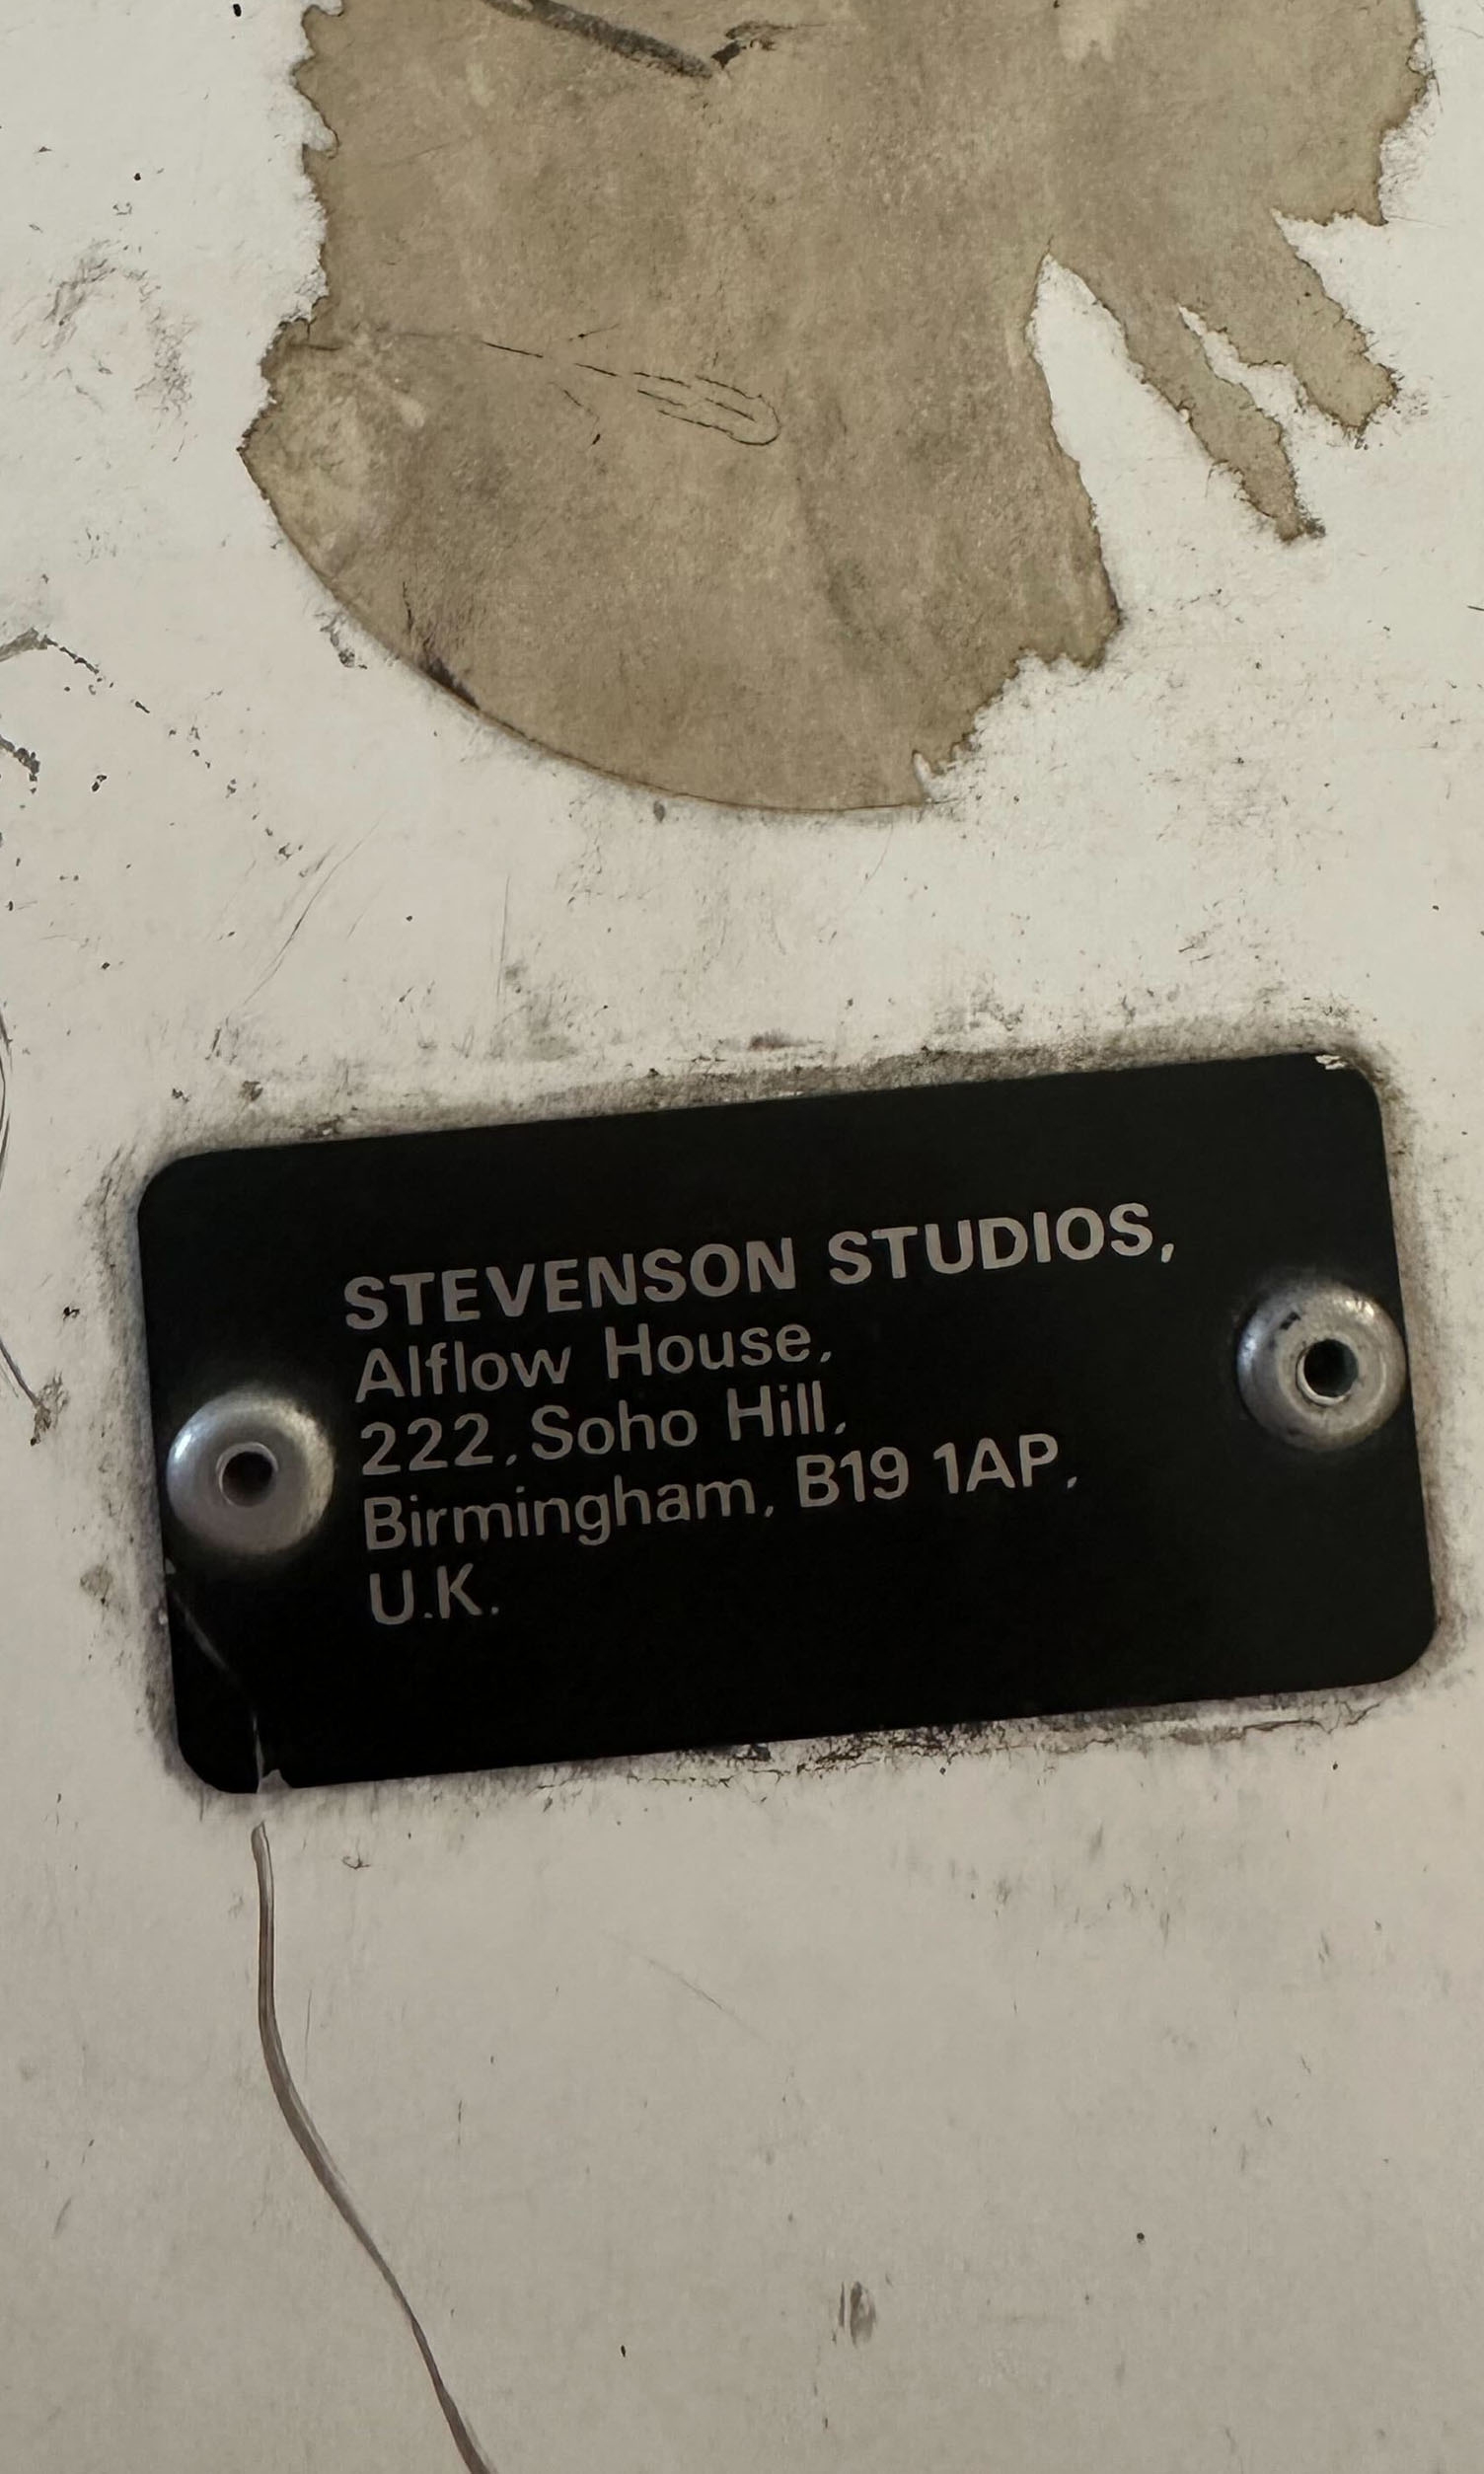 STEVENSON STUDIOS,
Alflow House,
222, Soho Hill,
Birmingham, B19 1AP,
U.K.